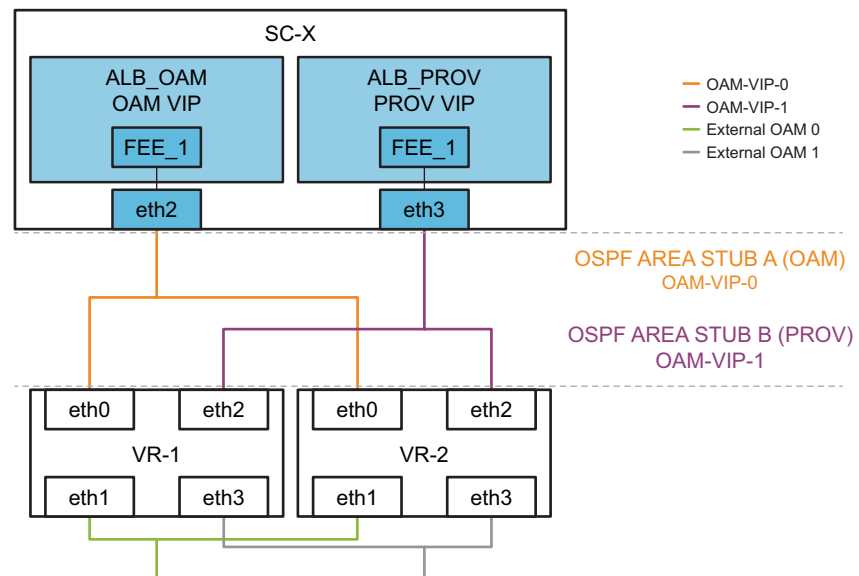 SC-X
ALB_OAM
OAM VIP
FEE_1
eth2
ALB_PROV
PROV VIP
FEE_1
eth3
OAM-VIP-0
OAM-VIP-1
External OAM 0
External OAM 1
OSPF AREA STUB A (OAM)
OAM-VIP-0
OSPF AREA STUB B (PROV)
OAM-VIP-1
eth0
eth2
VR-1
eth1
eth3
eth0
eth2
VR-2
eth1
eth3